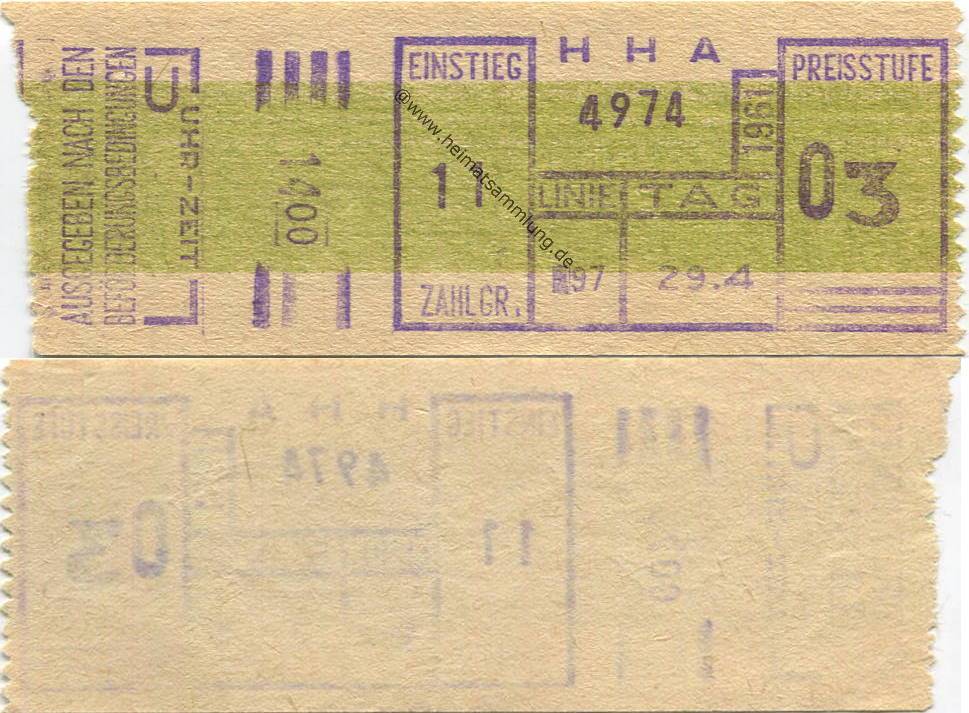 AUSGEGEBEN NACH DEN
BEFÖRDERUNGSBEDINGUNGEN
U
UHR-ZEIT
1400
EINSTIEG
11
ZAHLGR.
H H A
4974
1961
LINIE
TAG
97
29.4
PREISSTUFE
03
@www.heimatsammlung.de